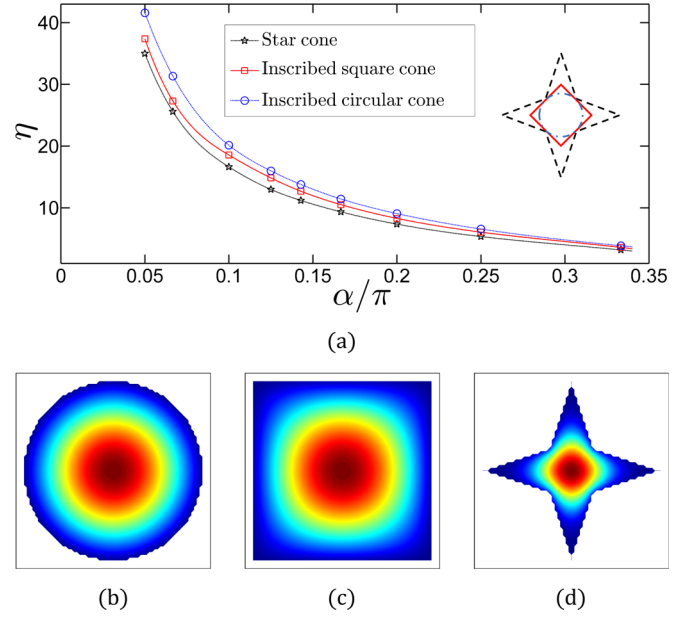 40
30
20
10
η
Star cone
Inscribed square cone
Inscribed circular cone
0 0.05 0.1 0.15 0.2 0.25 0.3 0.35
α/π
(a)
(b) (c) (d)